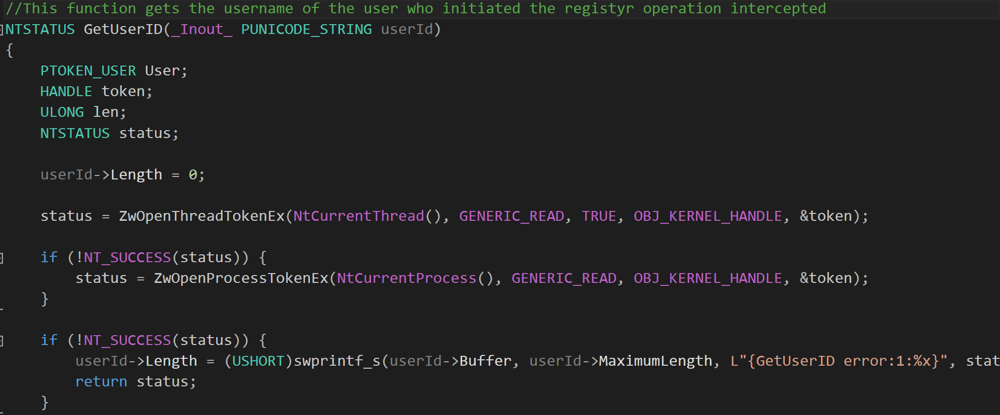 //This function gets the username of the user who initiated the registyr operation intercepted
NTSTATUS GetUserID(_Inout_ PUNICODE_STRING userId)
{
    PTOKEN_USER User;
    HANDLE token;
    ULONG len;
    NTSTATUS status;

    userId->Length = 0;

    status = ZwOpenThreadTokenEx(NtCurrentThread(), GENERIC_READ, TRUE, OBJ_KERNEL_HANDLE, &token);

    if (!NT_SUCCESS(status)) {
        status = ZwOpenProcessTokenEx(NtCurrentProcess(), GENERIC_READ, OBJ_KERNEL_HANDLE, &token);
    }

    if (!NT_SUCCESS(status)) {
        userId->Length = (USHORT)swprintf_s(userId->Buffer, userId->MaximumLength, L"{GetUserID error:1:%x}", stat
        return status;
    }